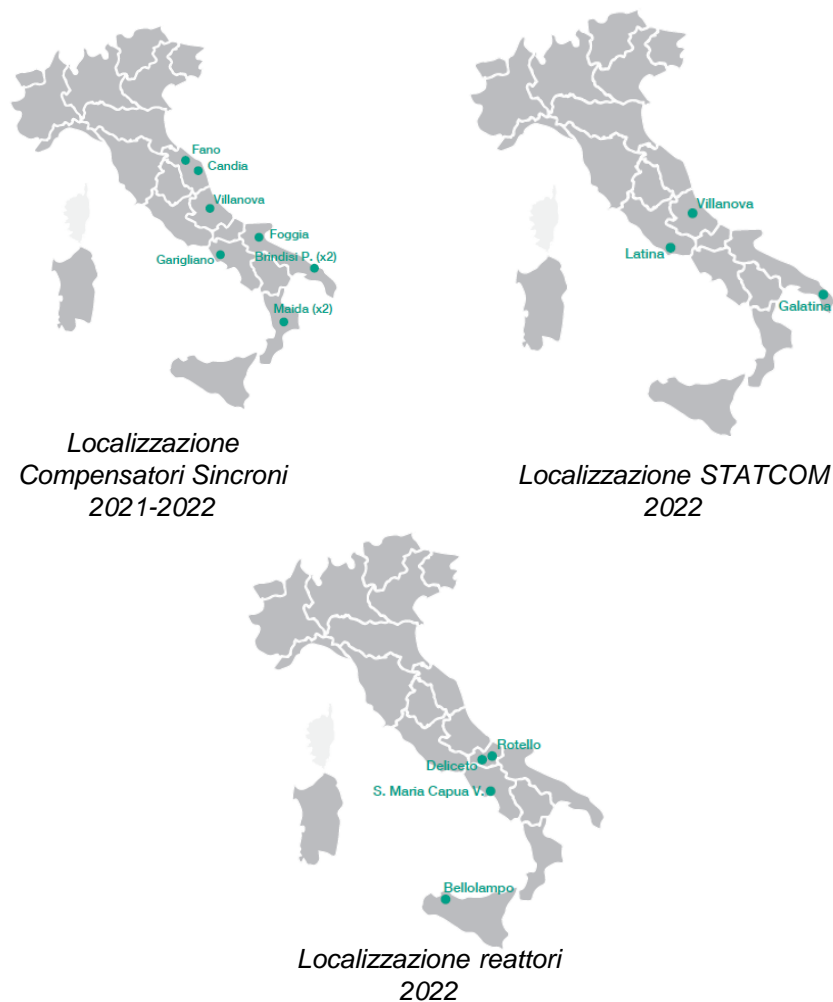 Fano
Candia
Villanova
Foggia
Garigliano
Brindisi P. (x2)
Maida (x2)
Localizzazione
Compensatori Sincroni
2021-2022
Villanova
Latina
Galatina
Localizzazione STATCOM
2022
Rotello
Deliceto
S. Maria Capua V.
Bellolampo
Localizzazione reattori
2022